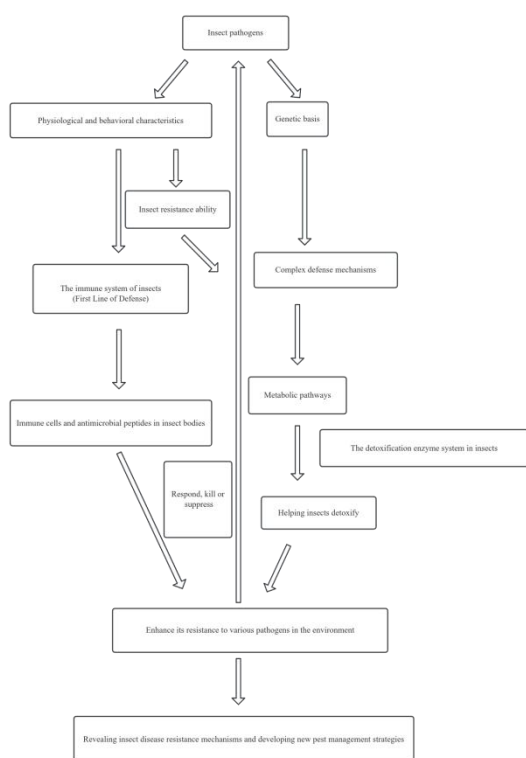 Insect pathogens
Physiological and behavioral characteristics
Genetic basis
Insect resistance ability
The immune system of insects
(First Line of Defense)
Complex defense mechanisms
Metabolic pathways
Immune cells and antimicrobial peptides in insect bodies
The detoxification enzyme system in insects
Respond, kill or
suppress
Helping insects detoxify
Enhance its resistance to various pathogens in the environment
Revealing insect disease resistance mechanisms and developing new pest management strategies